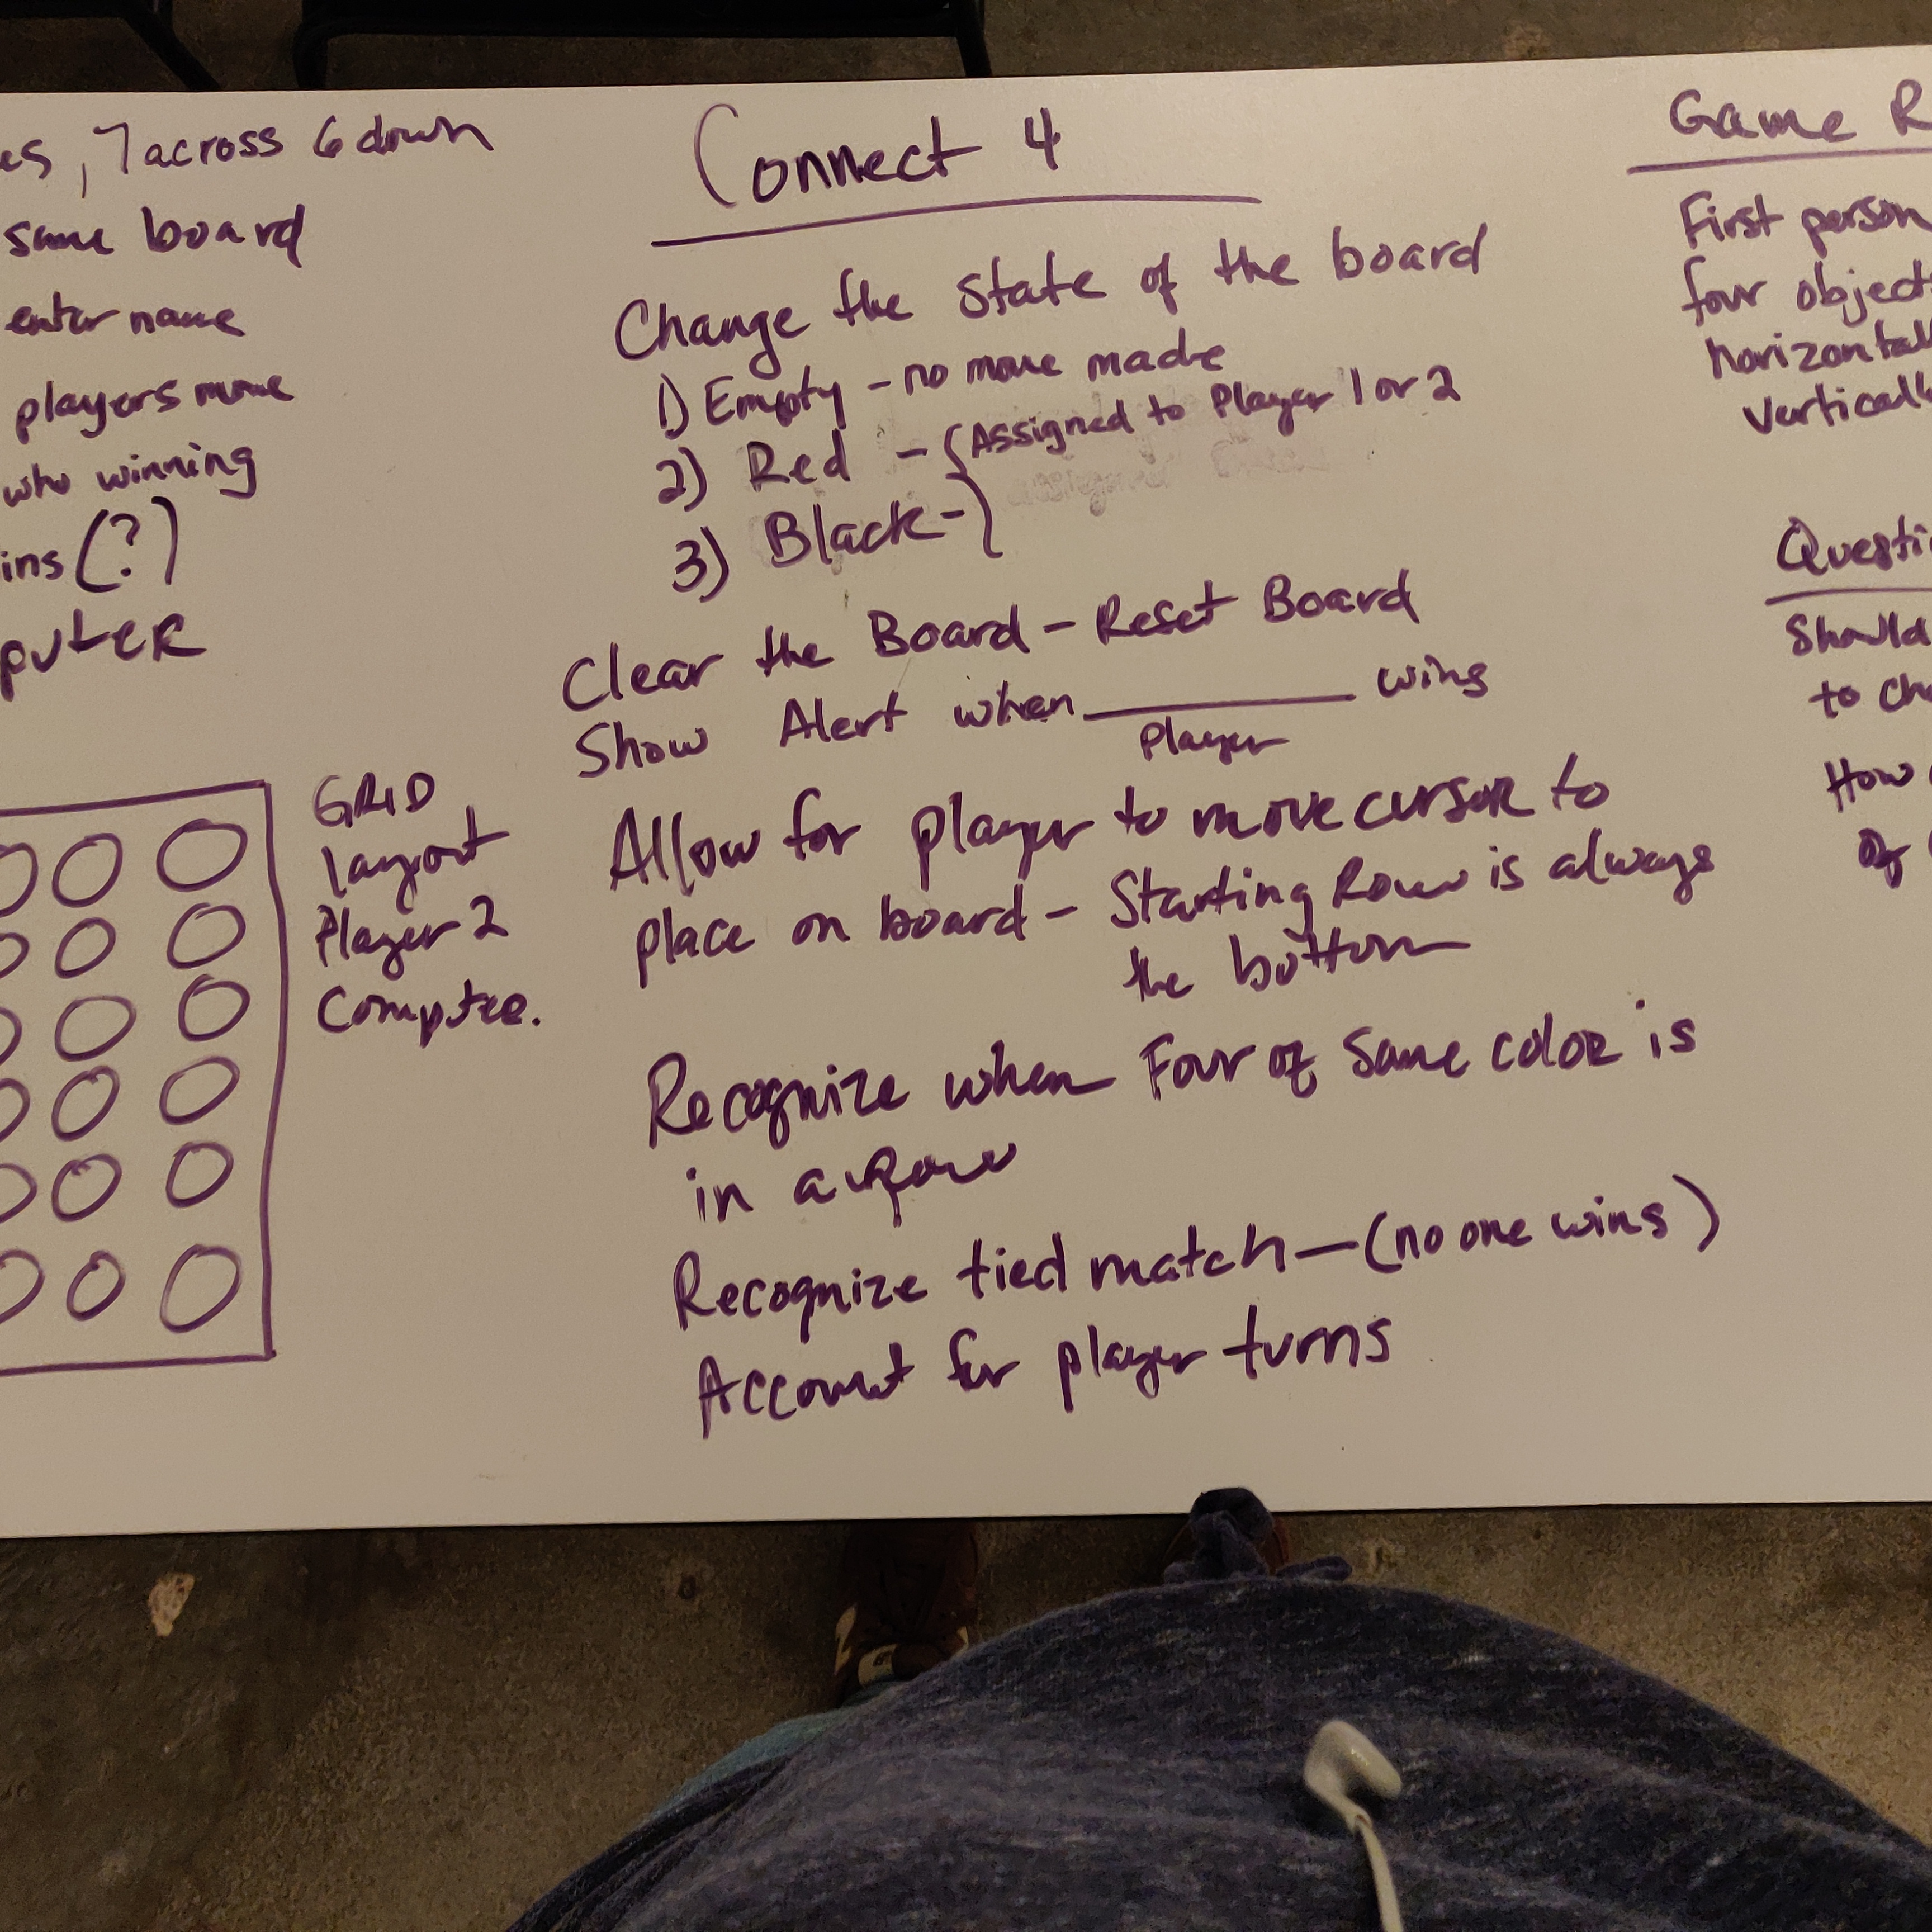 es, 7 across 6 down
same board
enter name
players move
who winning
ins (?)
puter
GRID
layout
Player 2
Connect 4
Change the state of the board
1) Empty - no move made
2) Red - { Assigned to Player 1 or 2
3) Black - }
Clear the Board - Reset Board
Show Alert when ________ wins
Player
Allow for player to move cursor to
place on board - Starting Row is always
the bottom
Recognize when Four of Same color is
in a Row
Recognize tied match - (no one wins)
Account for player turns
Game R
First person
four object
horizontal
Vertically
Questi
Should
to cho
How
of